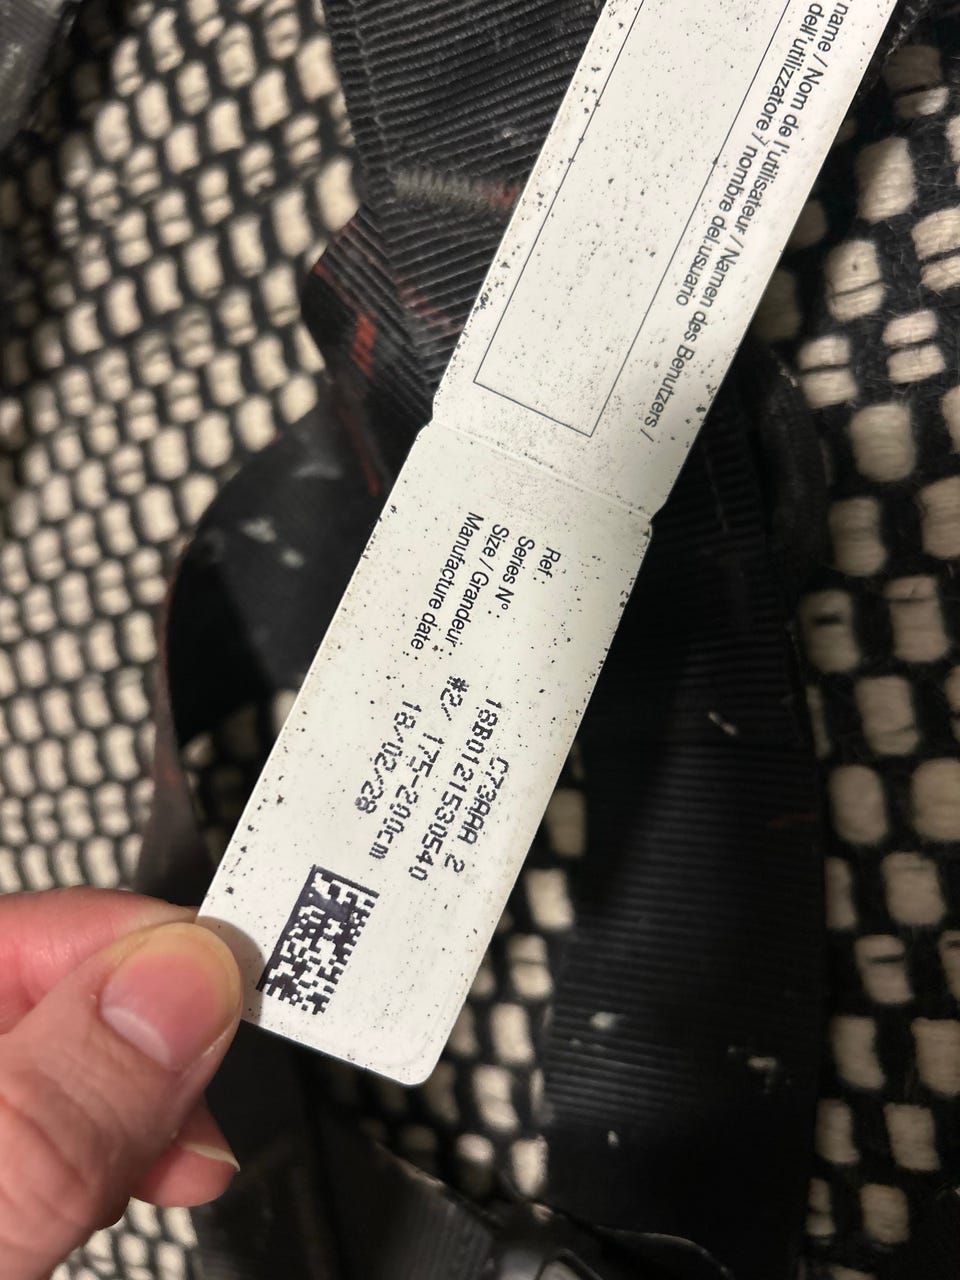 name / Nom de l'utilisateur / Namen des Benutzers /
dell'utilizzatore / nombre del usuario
Ref: C73AAA 2
Series N° : 18B0121530540
Size / Grandeur : #2/ 175-200cm
Manufacture date : 18/02/28